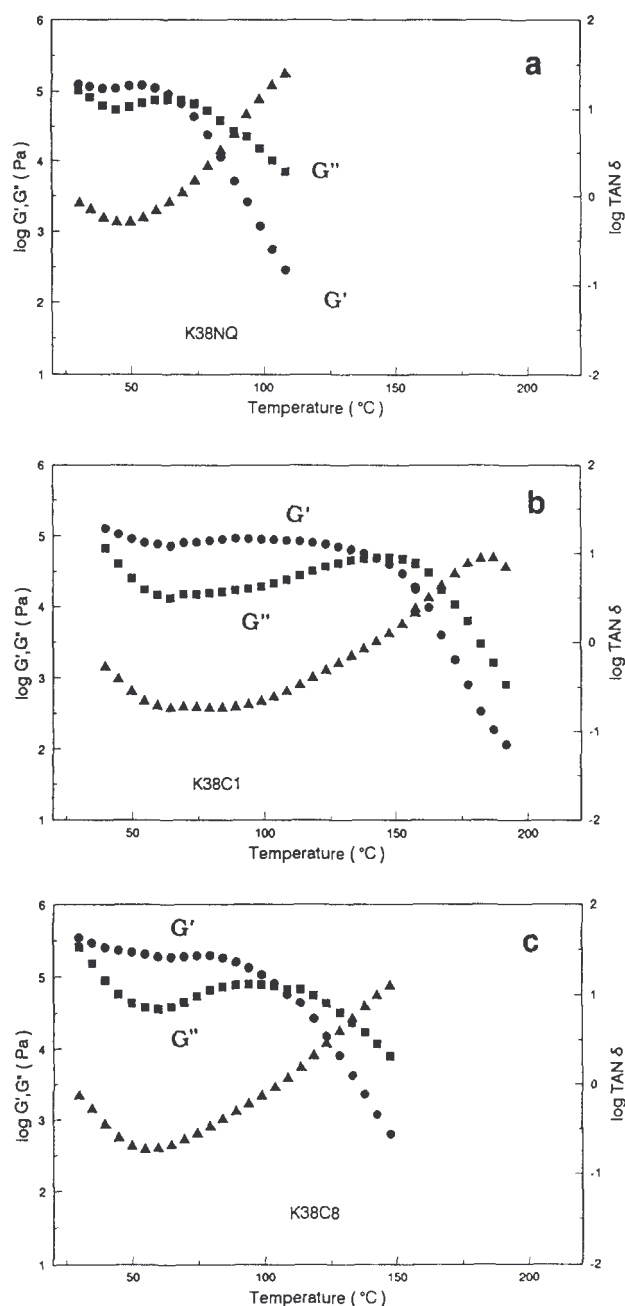 a
6
5
4
3
2
1
log G',G" ( Pa )
2
1
0
-1
-2
log TAN δ
G"
G'
K38NQ
50
100
150
200
Temperature ( °C )
b
6
5
4
3
2
1
log G',G" ( Pa )
2
1
0
-1
-2
log TAN δ
G'
G"
K38C1
50
100
150
200
Temperature ( °C )
c
6
5
4
3
2
1
log G',G" ( Pa )
2
1
0
-1
-2
log TAN δ
G'
G"
K38C8
50
100
150
200
Temperature ( °C )